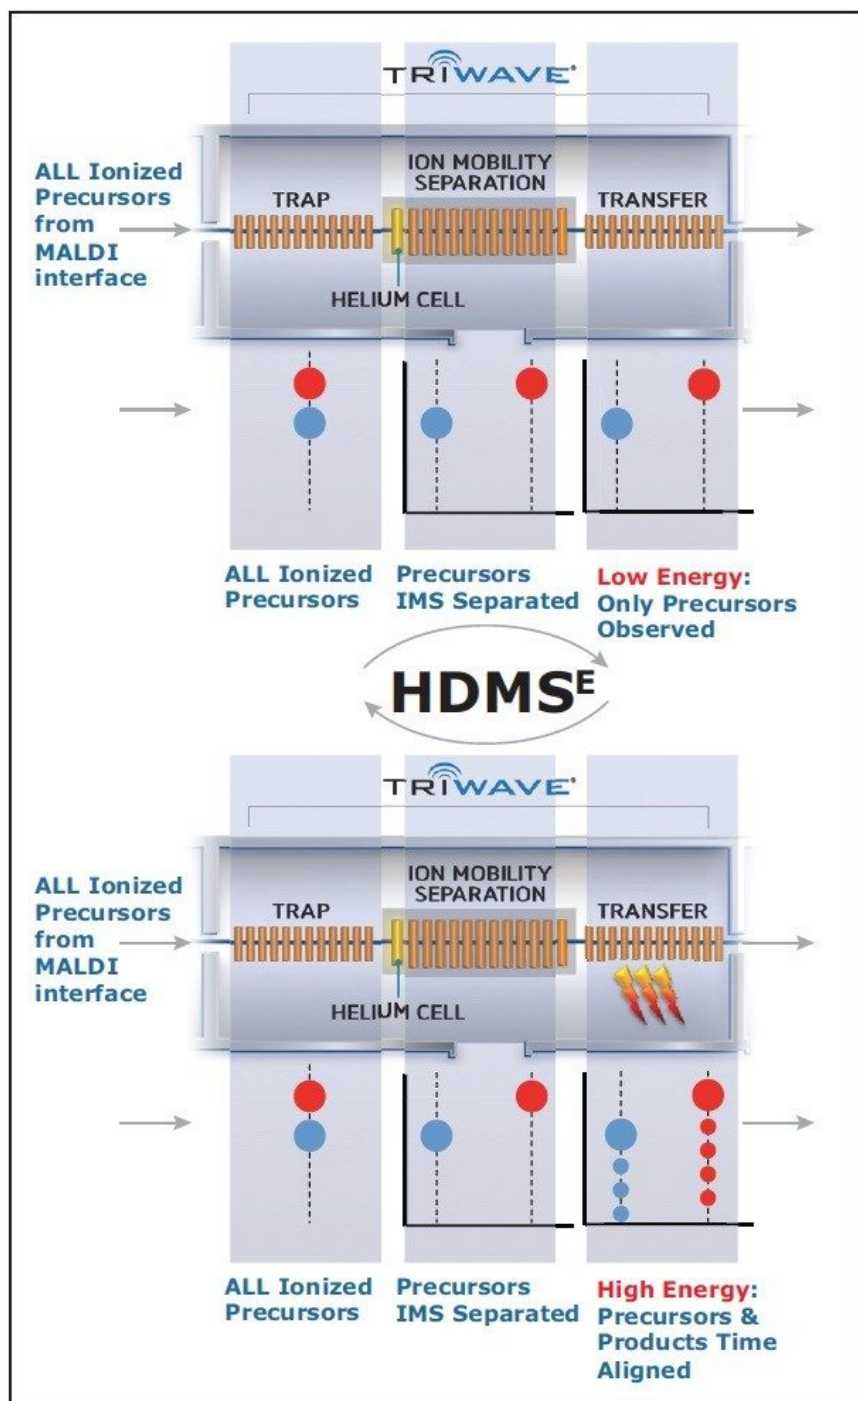 TRIWAVE®
ALL Ionized
Precursors
from
MALDI
interface
TRAP
ION MOBILITY
SEPARATION
TRANSFER
HELIUM CELL
ALL Ionized
Precursors
Precursors
IMS Separated
Low Energy:
Only Precursors
Observed
HDMSᴱ
TRIWAVE®
ALL Ionized
Precursors
from
MALDI
interface
TRAP
ION MOBILITY
SEPARATION
TRANSFER
HELIUM CELL
ALL Ionized
Precursors
Precursors
IMS Separated
High Energy:
Precursors &
Products Time
Aligned